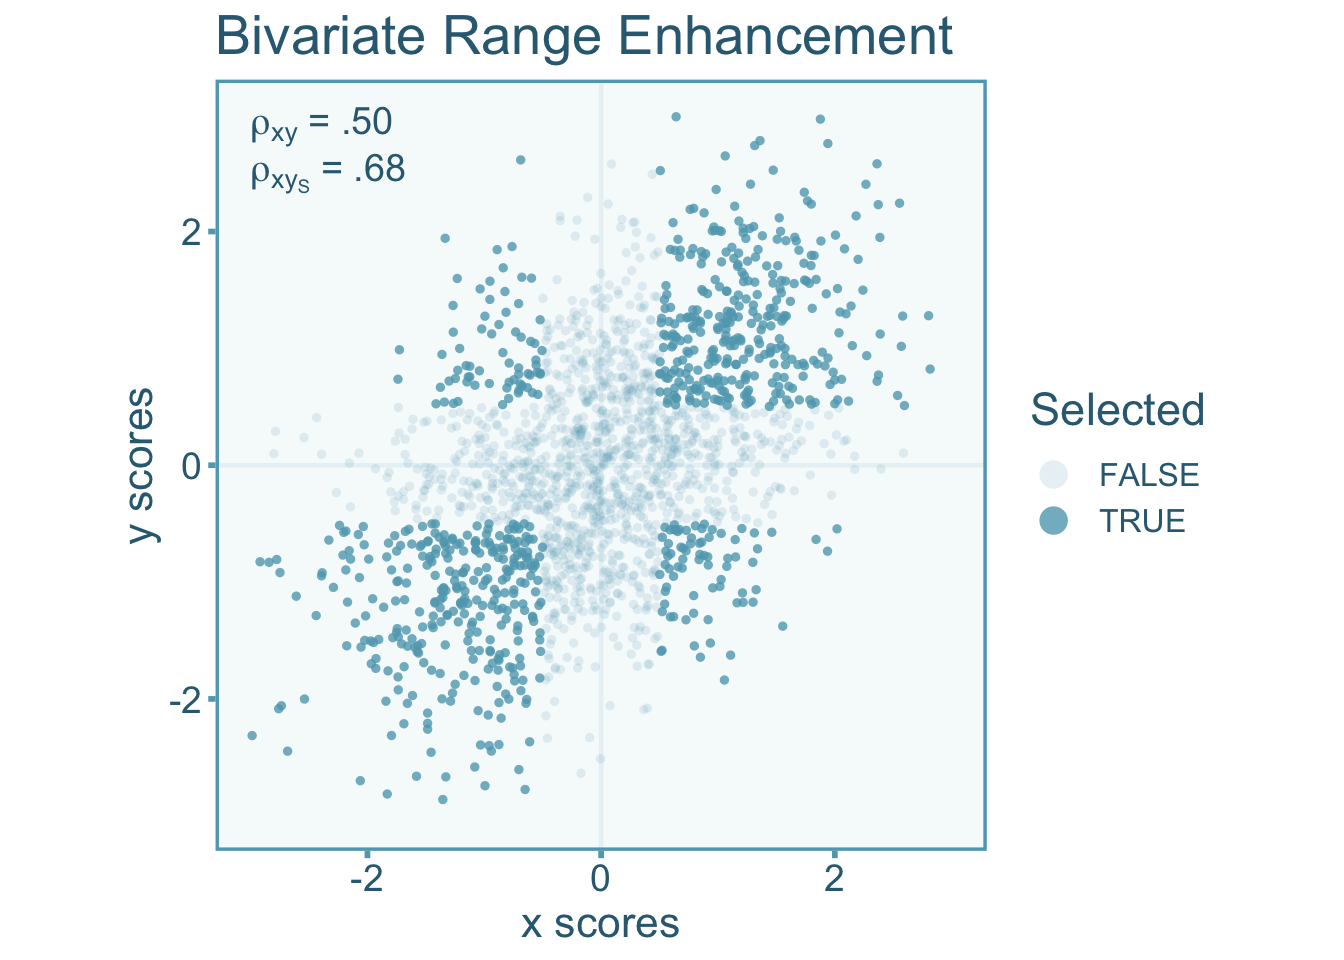 Bivariate Range Enhancement
ρxy = .50
ρxyS = .68
2
0
-2
y scores
-2 0 2
x scores
Selected
FALSE
TRUE